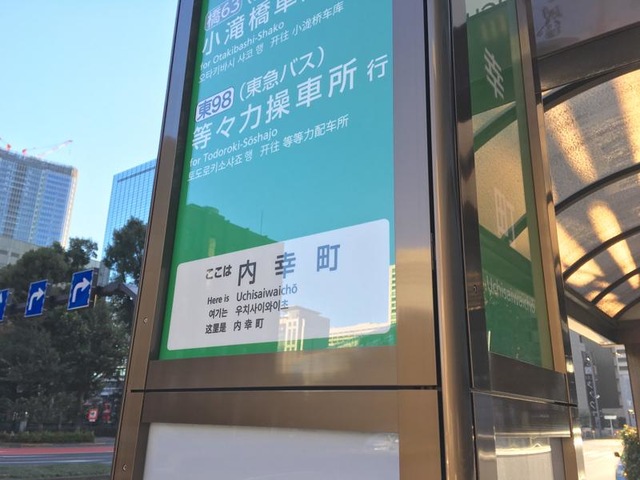 橋63
小滝橋車
for Otakibashi-Shako
오타키바시 샤코 행 开往 小滝桥车库
東98 (東急バス)
等々力操車所 行
for Todoroki-Sōshajo
토도로키소샤죠 행 开往 等等力配车所
ここは 内幸町
Here is Uchisaiwaichō
여기는 우치사이와이쵸
这里是 内幸町
幸
町
Uchisaiwaichō